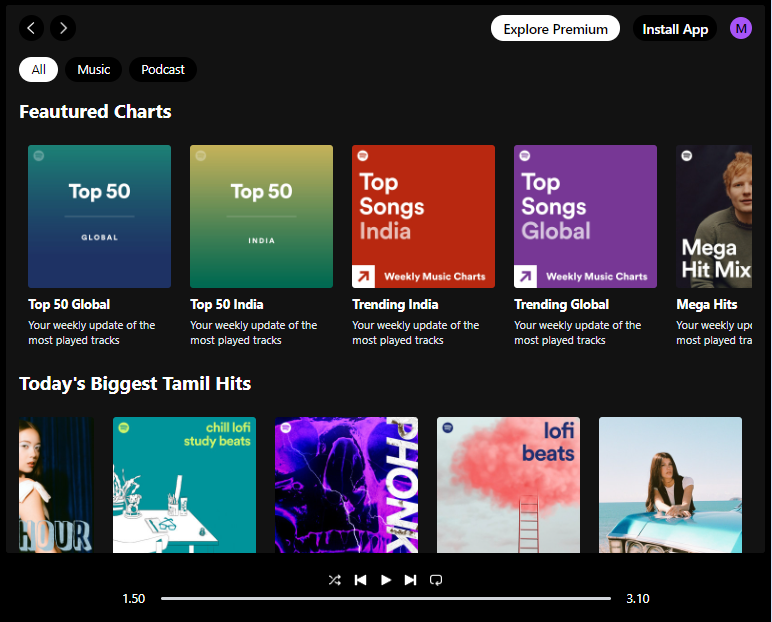 Explore Premium
Install App
M
All
Music
Podcast
Feautured Charts
Top 50
GLOBAL
Top 50
INDIA
Top
Songs
India
Weekly Music Charts
Top
Songs
Global
Weekly Music Charts
Mega
Hit Mix
Top 50 Global
Your weekly update of the
most played tracks
Top 50 India
Your weekly update of the
most played tracks
Trending India
Your weekly update of the
most played tracks
Trending Global
Your weekly update of the
most played tracks
Mega Hits
Your weekly up
most played tra
Today's Biggest Tamil Hits
HOUR
chill lofi
study beats
PHONK
lofi
beats
1.50
3.10